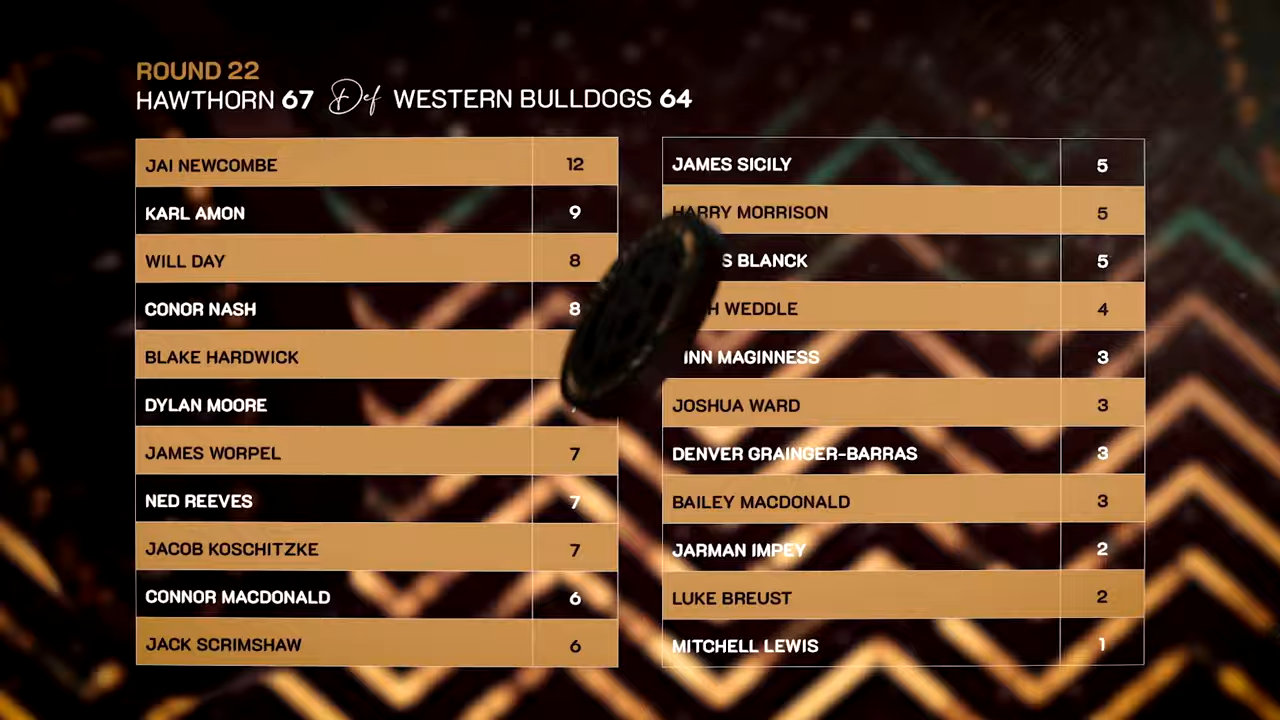 ROUND 22
HAWTHORN 67 Def WESTERN BULLDOGS 64
JAI NEWCOMBE 12
KARL AMON 9
WILL DAY 8
CONOR NASH 8
BLAKE HARDWICK
DYLAN MOORE
JAMES WORPEL 7
NED REEVES 7
JACOB KOSCHITZKE 7
CONNOR MACDONALD 6
JACK SCRIMSHAW 6
JAMES SICILY 5
HARRY MORRISON 5
BLANCK 5
WEDDLE 4
MAGINNESS 3
JOSHUA WARD 3
DENVER GRAINGER-BARRAS 3
BAILEY MACDONALD 3
JARMAN IMPEY 2
LUKE BREUST 2
MITCHELL LEWIS 1